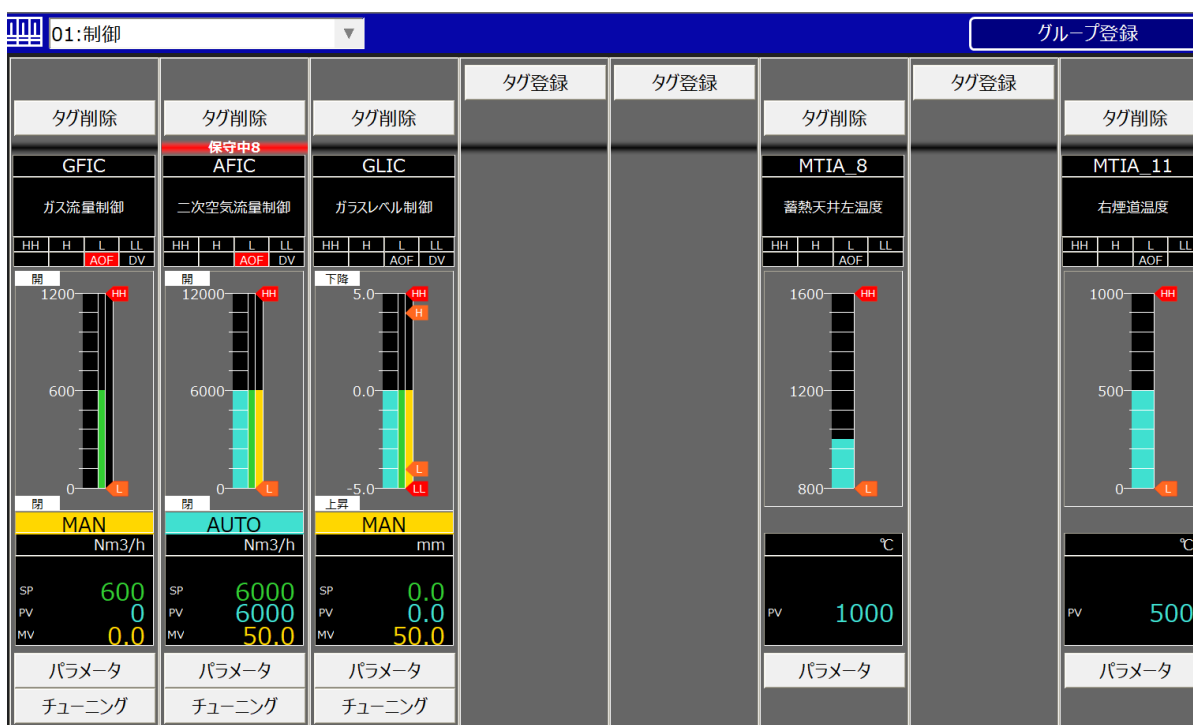 01:制御
グループ登録
タグ登録 タグ登録 タグ登録
タグ削除 タグ削除 タグ削除 タグ削除 タグ削除
保守中8
GFIC AFIC GLIC MTIA_8 MTIA_11
ガス流量制御 二次空気流量制御 ガラスレベル制御 蓄熱天井左温度 右煙道温度
HH H L LL HH H L LL HH H L LL HH H L LL HH H L LL
AOF DV AOF DV AOF DV AOF AOF
開 開 下降
1200 HH 12000 HH 5.0 HH 1600 HH 1000 HH
H
600 6000 0.0 1200 500
L
0 L 0 L -5.0 LL 800 L 0 L
閉 閉 上昇
MAN AUTO MAN
Nm3/h Nm3/h mm ℃ ℃
SP 600 SP 6000 SP 0.0
PV 0 PV 6000 PV 0.0 PV 1000 PV 500
MV 0.0 MV 50.0 MV 50.0
パラメータ パラメータ パラメータ パラメータ パラメータ
チューニング チューニング チューニング